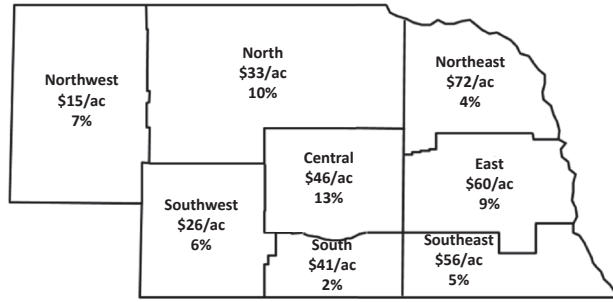 Northwest
$15/ac
7%
North
$33/ac
10%
Northeast
$72/ac
4%
Central
$46/ac
13%
East
$60/ac
9%
Southwest
$26/ac
6%
South
$41/ac
2%
Southeast
$56/ac
5%